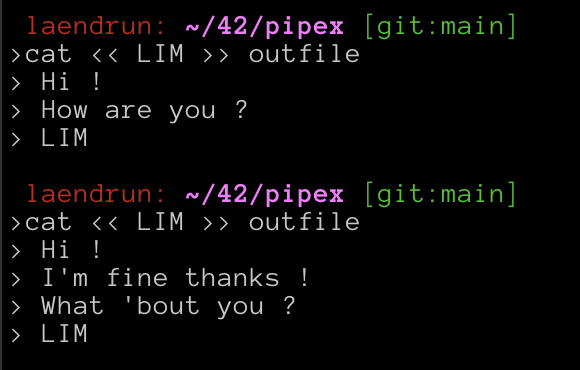 laendrun: ~/42/pipex [git:main]
>cat << LIM >> outfile
> Hi !
> How are you ?
> LIM
laendrun: ~/42/pipex [git:main]
>cat << LIM >> outfile
> Hi !
> I'm fine thanks !
> What 'bout you ?
> LIM